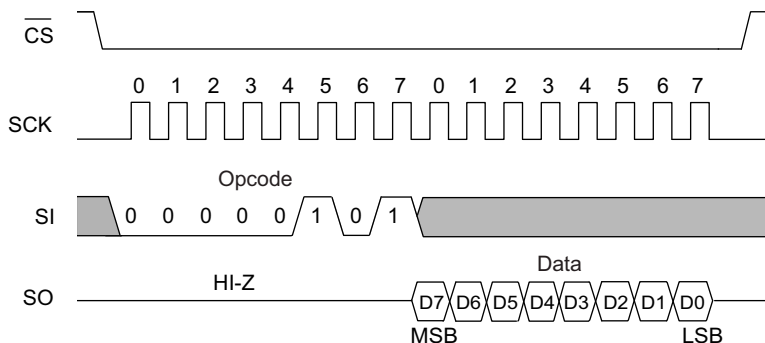 CS
0 1 2 3 4 5 6 7 0 1 2 3 4 5 6 7
SCK
Opcode
SI 0 0 0 0 0 1 0 1
HI-Z Data
SO D7 D6 D5 D4 D3 D2 D1 D0
MSB LSB